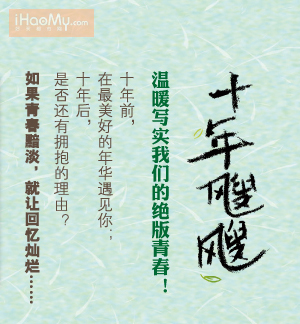 iHaoMy.com
十年飕飕
温暖写实我们的绝版青春！
十年前，
在最美好的年华遇见你；
十年后，
是否还有拥抱的理由？
如果青春黯淡，就让回忆灿烂……